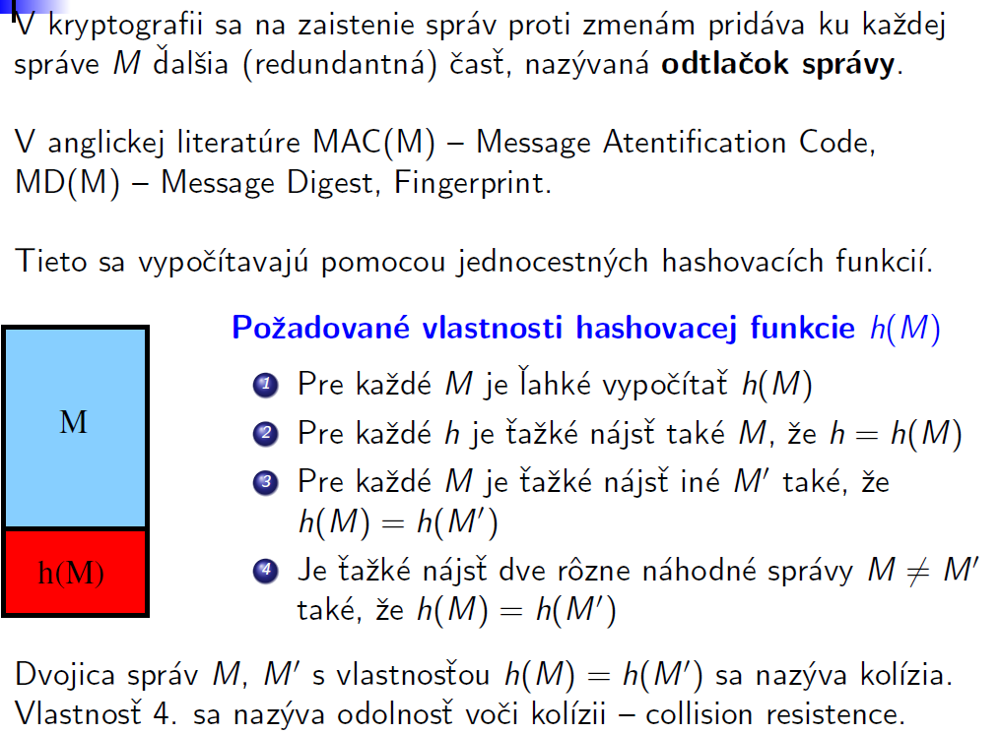 V kryptografii sa na zaistenie správ proti zmenám pridáva ku každej
správe M ďalšia (redundantná) časť, nazývaná odtlačok správy.
V anglickej literatúre MAC(M) – Message Atentification Code,
MD(M) – Message Digest, Fingerprint.
Tieto sa vypočítavajú pomocou jednocestných hashovacích funkcií.
M
h(M)
Požadované vlastnosti hashovacej funkcie h(M)
1 Pre každé M je ľahké vypočítať h(M)
2 Pre každé h je ťažké nájsť také M, že h = h(M)
3 Pre každé M je ťažké nájsť iné M′ také, že
h(M) = h(M′)
4 Je ťažké nájsť dve rôzne náhodné správy M ≠ M′
také, že h(M) = h(M′)
Dvojica správ M, M′ s vlastnosťou h(M) = h(M′) sa nazýva kolízia.
Vlastnosť 4. sa nazýva odolnosť voči kolízii – collision resistence.